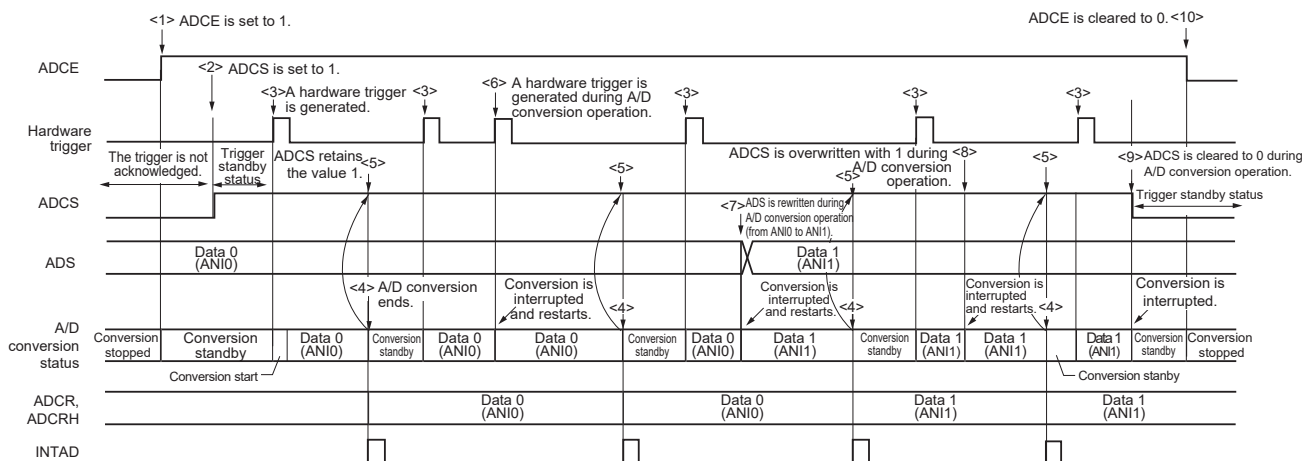 <1> ADCE is set to 1.
ADCE is cleared to 0. <10>
ADCE
<2> ADCS is set to 1.
<3> A hardware trigger
is generated.
<3>
<6> A hardware trigger is
generated during A/D
conversion operation.
<3>
<3>
<3>
Hardware
trigger
The trigger is not
acknowledged.
Trigger
standby
status
ADCS retains
the value 1.
<5>
<5>
ADCS is overwritten with 1 during
A/D conversion
operation.
<8>
<5>
<5>
<9> ADCS is cleared to 0 during
A/D conversion operation.
Trigger standby status
ADCS
<7> ADS is rewritten during
A/D conversion operation
(from ANI0 to ANI1).
ADS
Data 0
(ANI0)
Data 1
(ANI1)
<4> A/D conversion
ends.
Conversion is
interrupted
and restarts.
<4>
Conversion is
interrupted
and restarts.
<4>
Conversion is
interrupted
and restarts.
<4>
Conversion is
interrupted.
A/D
conversion
status
Conversion
stopped
Conversion
standby
Data 0
(ANI0)
Conversion
standby
Data 0
(ANI0)
Data 0
(ANI0)
Conversion
standby
Data 0
(ANI0)
Data 1
(ANI1)
Conversion
standby
Data 1
(ANI1)
Data 1
(ANI1)
Data 1
(ANI1)
Conversion
standby
Conversion
stopped
Conversion start
Conversion stanby
ADCR,
ADCRH
Data 0
(ANI0)
Data 0
(ANI0)
Data 1
(ANI1)
Data 1
(ANI1)
INTAD